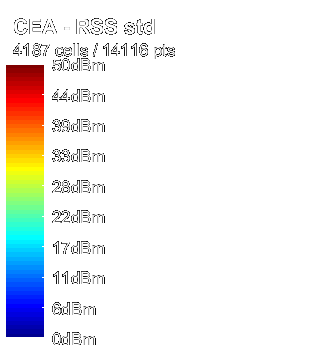 CEA - RSS std
4187 cells / 14116 pts
50dBm
44dBm
39dBm
33dBm
28dBm
22dBm
17dBm
11dBm
6dBm
0dBm